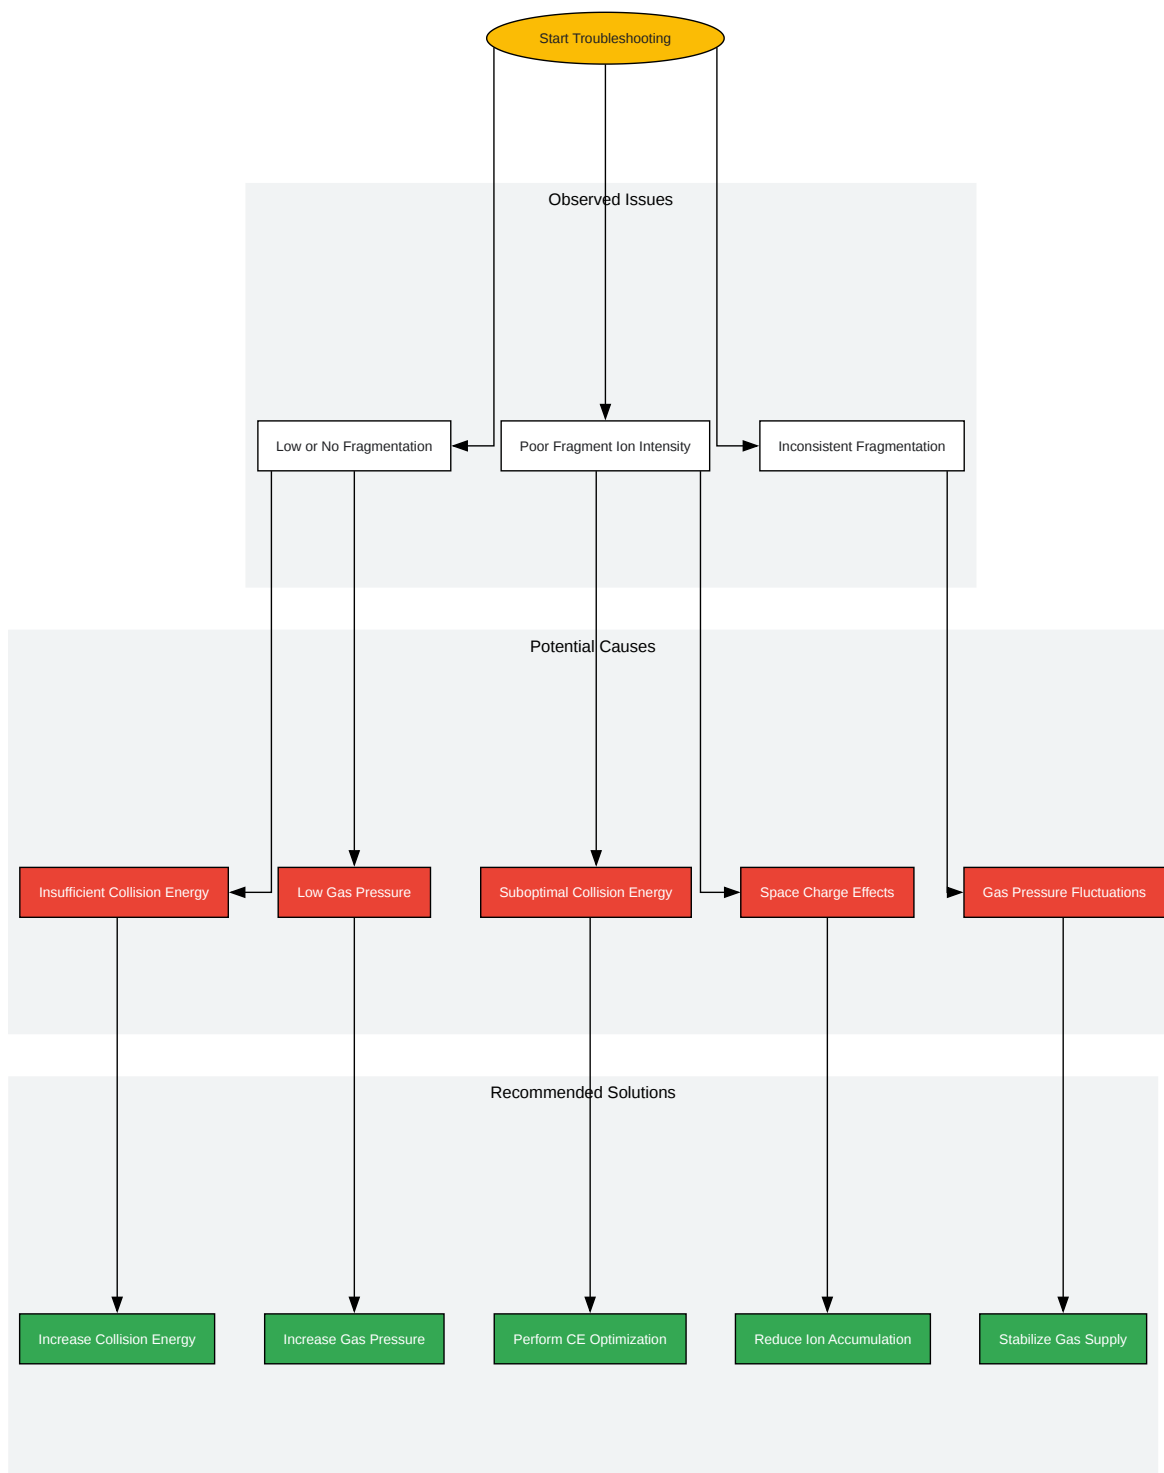 Start Troubleshooting
Observed Issues
Low or No Fragmentation
Poor Fragment Ion Intensity
Inconsistent Fragmentation
Potential Causes
Insufficient Collision Energy
Low Gas Pressure
Suboptimal Collision Energy
Space Charge Effects
Gas Pressure Fluctuations
Recommended Solutions
Increase Collision Energy
Increase Gas Pressure
Perform CE Optimization
Reduce Ion Accumulation
Stabilize Gas Supply